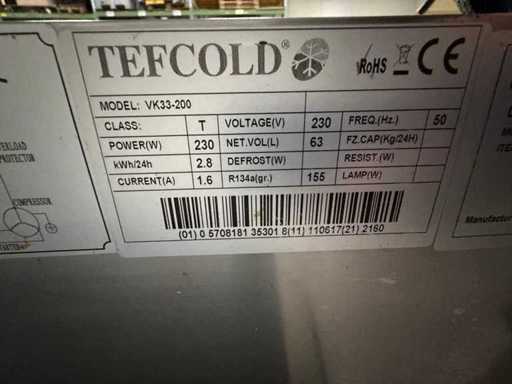 TEFCOLD®
RoHS CE
MODEL: VK33-200
CLASS: T VOLTAGE(V) 230 FREQ.(Hz.) 50
POWER(W) 230 NET.VOL(L) 63 FZ.CAP(Kg/24H)
kWh/24h 2.8 DEFROST(W) RESIST.(W)
CURRENT(A) 1.6 R134a(gr.) 155 LAMP(W)
(01) 0 5708181 35301 8(11) 110617(21) 2160
COMPRESSOR
Manufactur